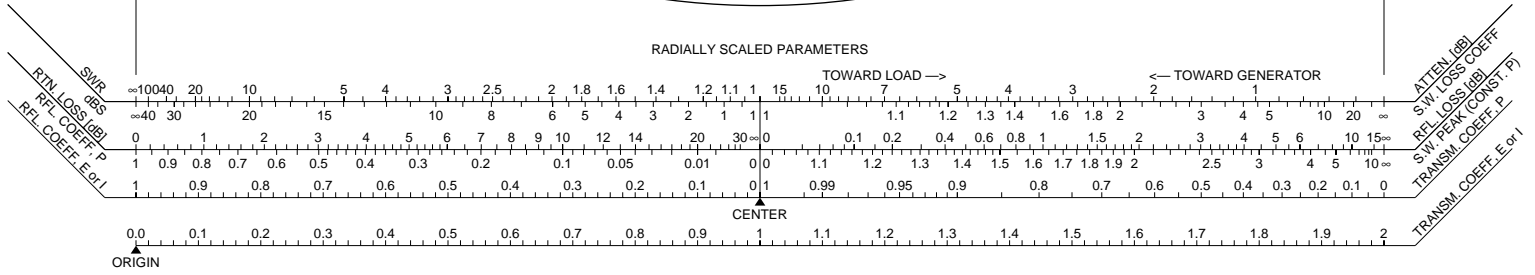 RADIALLY SCALED PARAMETERS
TOWARD LOAD —>
<— TOWARD GENERATOR
SWR
∞ 100 40 20 10 5 4 3 2.5 2 1.8 1.6 1.4 1.2 1.1 1 15 10 7 5 4 3 2 1
ATTEN. [dB]
dBS
∞ 40 30 20 15 10 8 6 5 4 3 2 1 1 1 1.1 1.2 1.3 1.4 1.6 1.8 2 3 4 5 10 20 ∞
S.W. LOSS COEFF
RTN. LOSS [dB]
0 1 2 3 4 5 6 7 8 9 10 12 14 20 30 ∞ 0 0.1 0.2 0.4 0.6 0.8 1 1.5 2 3 4 5 6 10 15 ∞
RFL. LOSS [dB]
RFL. COEFF, P
1 0.9 0.8 0.7 0.6 0.5 0.4 0.3 0.2 0.1 0.05 0.01 0 0 1.1 1.2 1.3 1.4 1.5 1.6 1.7 1.8 1.9 2 2.5 3 4 5 10 ∞
S.W. PEAK (CONST. P)
RFL. COEFF, E or I
1 0.9 0.8 0.7 0.6 0.5 0.4 0.3 0.2 0.1 0 1 0.99 0.95 0.9 0.8 0.7 0.6 0.5 0.4 0.3 0.2 0.1 0
TRANSM. COEFF, P
CENTER
0.0 0.1 0.2 0.3 0.4 0.5 0.6 0.7 0.8 0.9 1 1.1 1.2 1.3 1.4 1.5 1.6 1.7 1.8 1.9 2
TRANSM. COEFF, E or I
ORIGIN